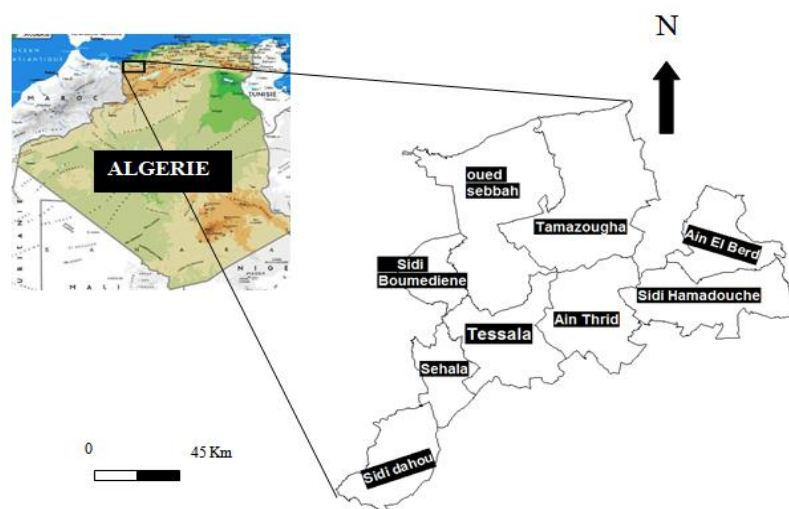 N
OCEAN
ATLANTIQUE
MAROC
TUNISIE
ALGERIE
MALI
NIGE
oued
sebbah
Tamazougha
Ain El Berd
Sidi
Boumediene
Sidi Hamadouche
Ain Thrid
Tessala
Sehala
Sidi dahou
0 45 Km